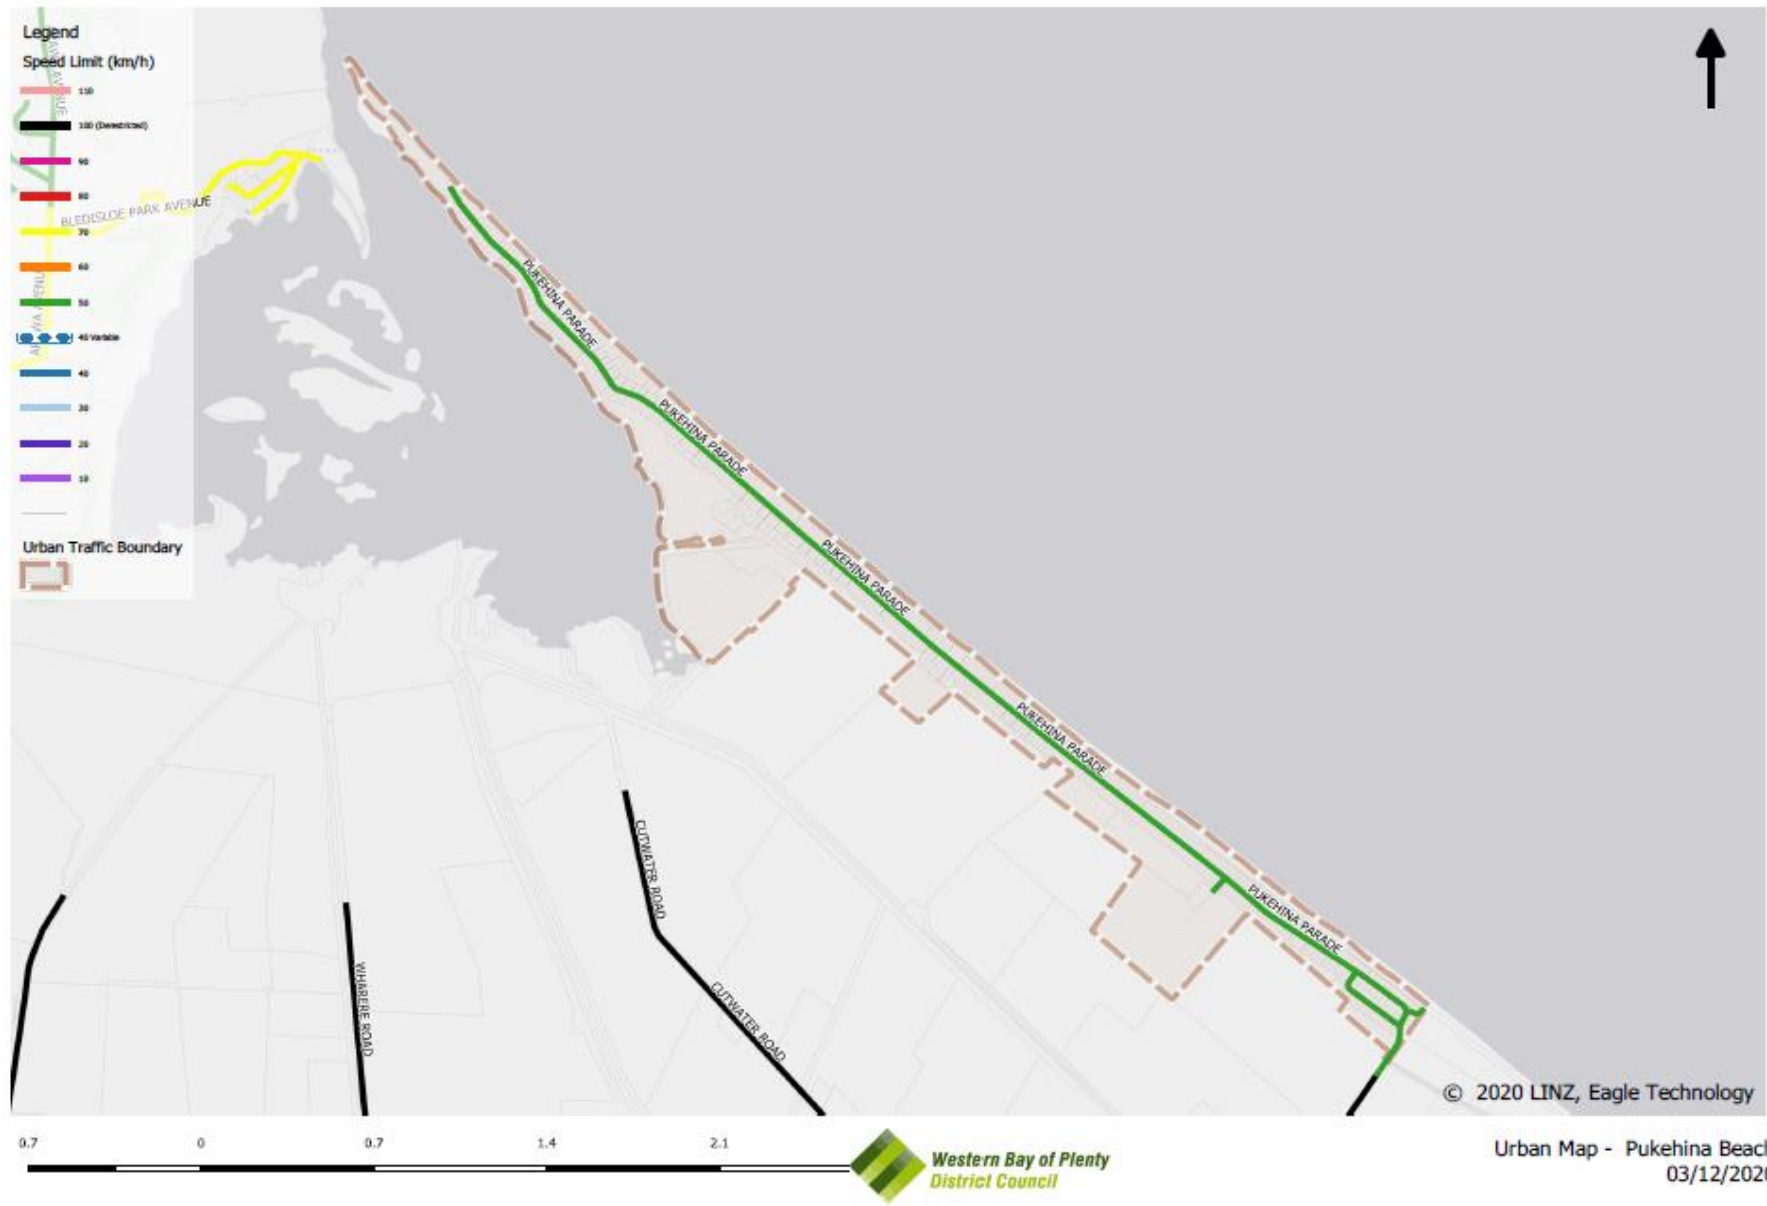 Legend
Speed Limit (km/h)
110
100 (Derestricted)
90
80
70
60
50
40 Variable
40
30
20
10
Urban Traffic Boundary
BLEDISLOE PARK AVENUE
PUKEHINA PARADE
PUKEHINA PARADE
PUKEHINA PARADE
PUKEHINA PARADE
PUKEHINA PARADE
CUTWATER ROAD
CUTWATER ROAD
WHARERE ROAD
© 2020 LINZ, Eagle Technology
0.7 0 0.7 1.4 2.1
Western Bay of Plenty
District Council
Urban Map - Pukehina Beach
03/12/2020